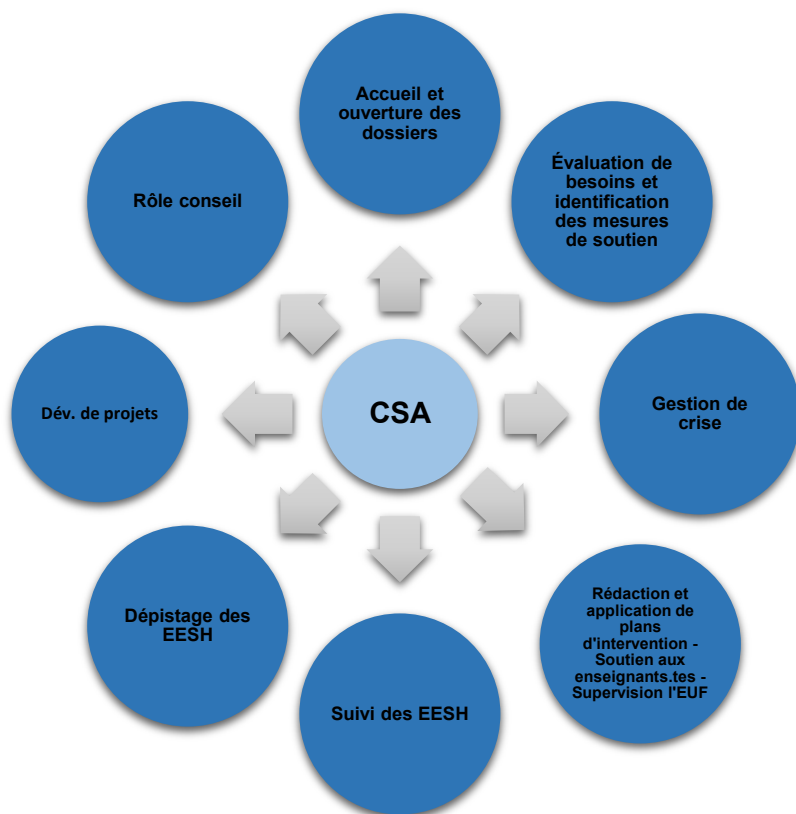 Accueil et
ouverture des
dossiers
Évaluation de
besoins et
identification
des mesures
de soutien
Gestion de
crise
Rédaction et
application de
plans
d'intervention -
Soutien aux
enseignants.tes -
Supervision l'EUF
Suivi des EESH
Dépistage des
EESH
Dév. de projets
Rôle conseil
CSA